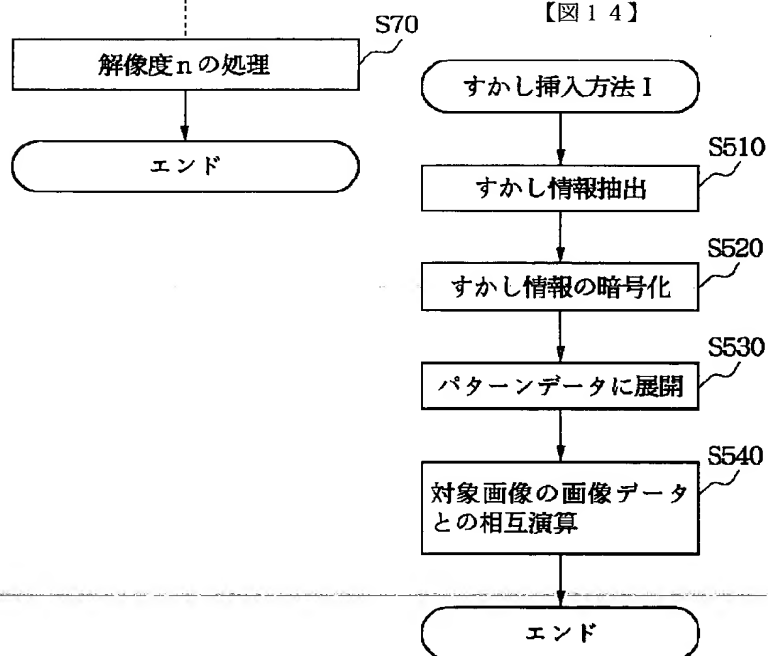 S70
解像度nの処理
エンド
【図14】
すかし挿入方法I
S510
すかし情報抽出
S520
すかし情報の暗号化
S530
パターンデータに展開
S540
対象画像の画像データ
との相互演算
エンド